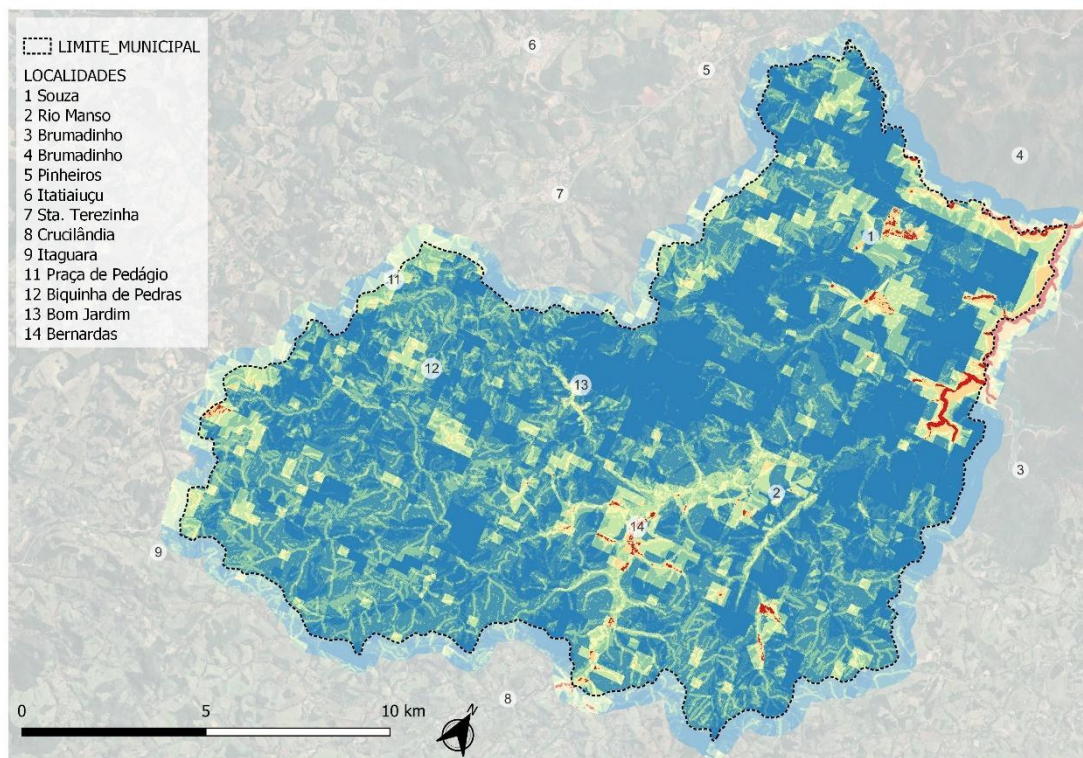 LIMITE_MUNICIPAL
LOCALIDADES
1 Souza
2 Rio Manso
3 Brumadinho
4 Brumadinho
5 Pinheiros
6 Itatiaiuçu
7 Sta. Terezinha
8 Crucilândia
9 Itaguara
11 Praça de Pedágio
12 Biquinha de Pedras
13 Bom Jardim
14 Bernardas
6
5
4
7
1
11
12
13
3
2
14
9
8
0 5 10 km
N